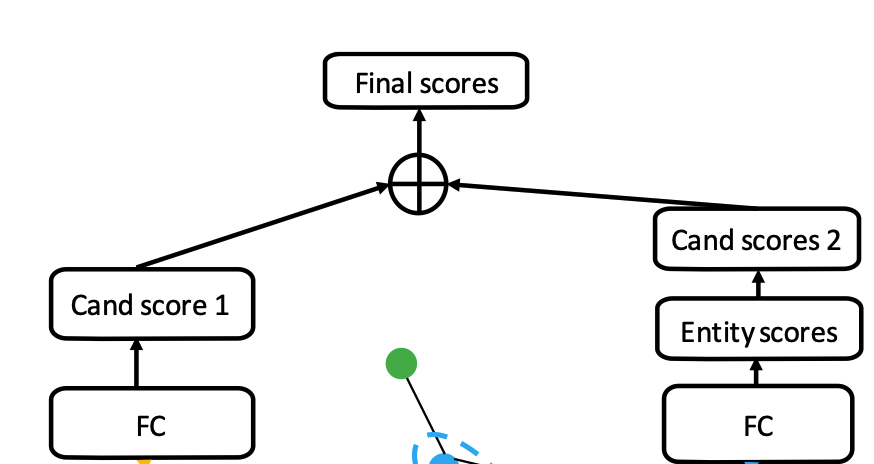 Final scores
Cand scores 2
Cand score 1
Entity scores
FC
FC